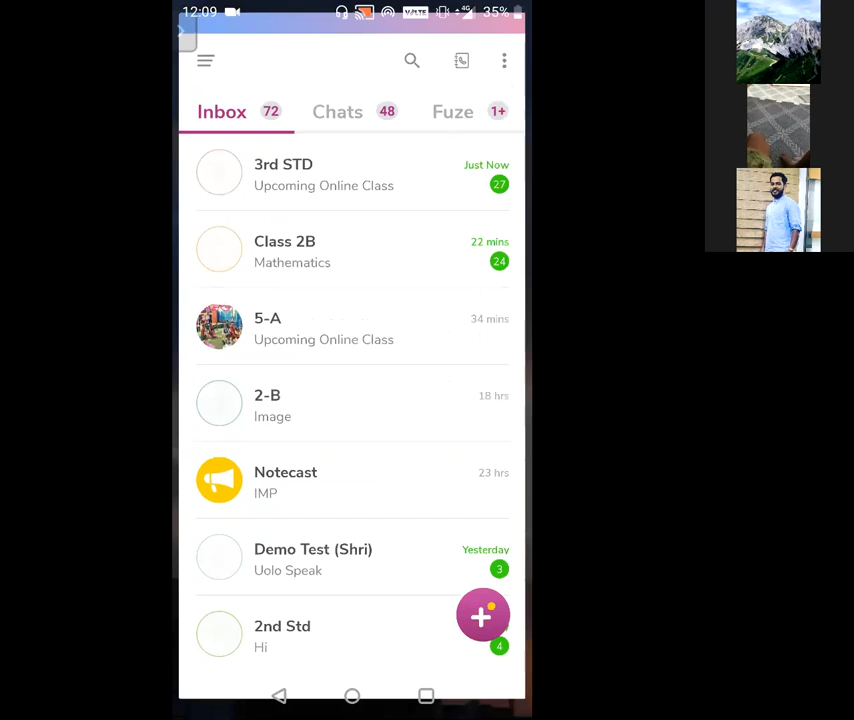 12:09 VoLTE 4G 35%
Inbox 72 Chats 48 Fuze 1+
3rd STD Just Now
Upcoming Online Class 27
Class 2B 22 mins
Mathematics 24
5-A 34 mins
Upcoming Online Class
2-B 18 hrs
Image
Notecast 23 hrs
IMP
Demo Test (Shri) Yesterday
Uolo Speak 3
2nd Std
Hi 4